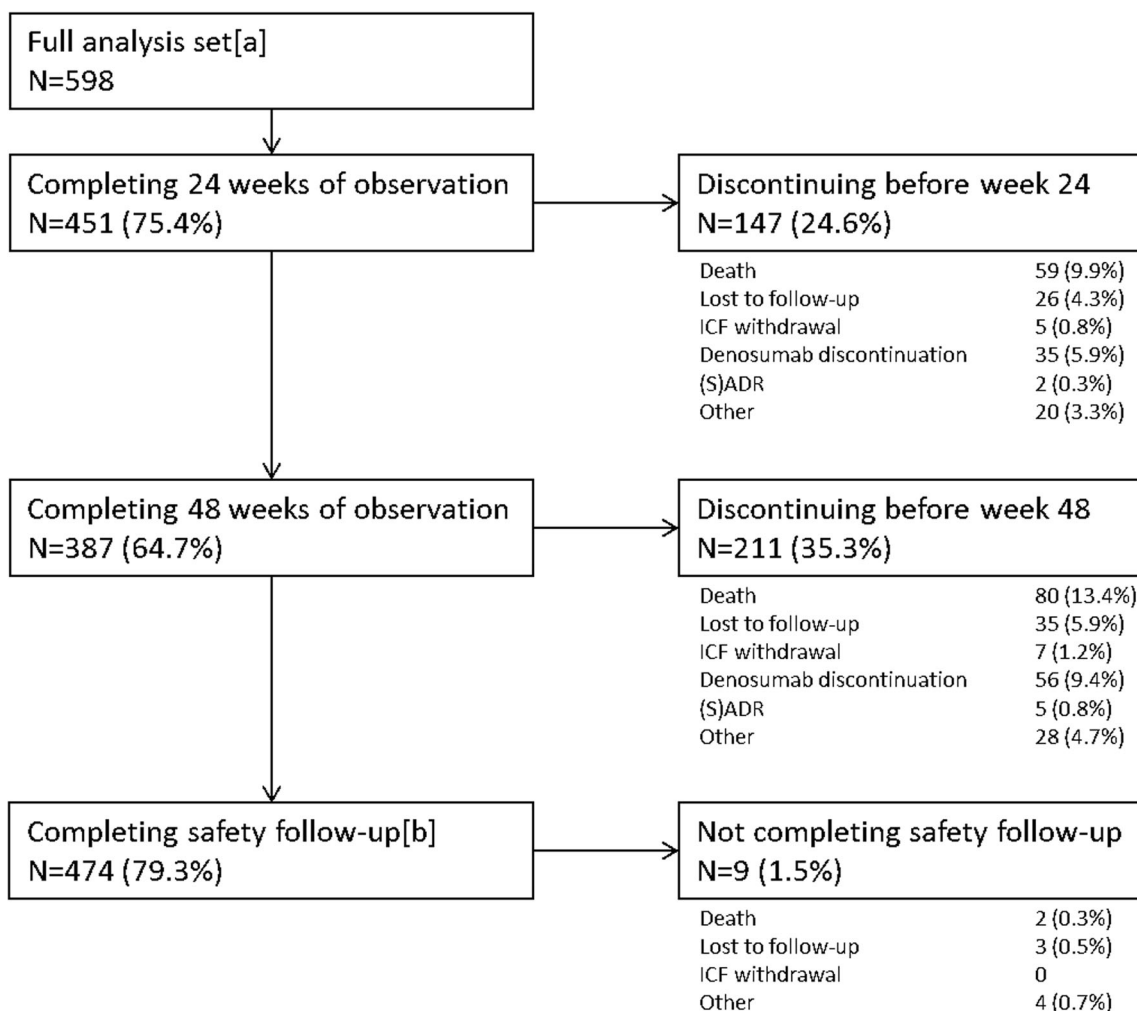 Full analysis set[a]
N=598
Completing 24 weeks of observation
N=451 (75.4%)
Discontinuing before week 24
N=147 (24.6%)
Death 59 (9.9%)
Lost to follow-up 26 (4.3%)
ICF withdrawal 5 (0.8%)
Denosumab discontinuation 35 (5.9%)
(S)ADR 2 (0.3%)
Other 20 (3.3%)
Completing 48 weeks of observation
N=387 (64.7%)
Discontinuing before week 48
N=211 (35.3%)
Death 80 (13.4%)
Lost to follow-up 35 (5.9%)
ICF withdrawal 7 (1.2%)
Denosumab discontinuation 56 (9.4%)
(S)ADR 5 (0.8%)
Other 28 (4.7%)
Completing safety follow-up[b]
N=474 (79.3%)
Not completing safety follow-up
N=9 (1.5%)
Death 2 (0.3%)
Lost to follow-up 3 (0.5%)
ICF withdrawal 0
Other 4 (0.7%)